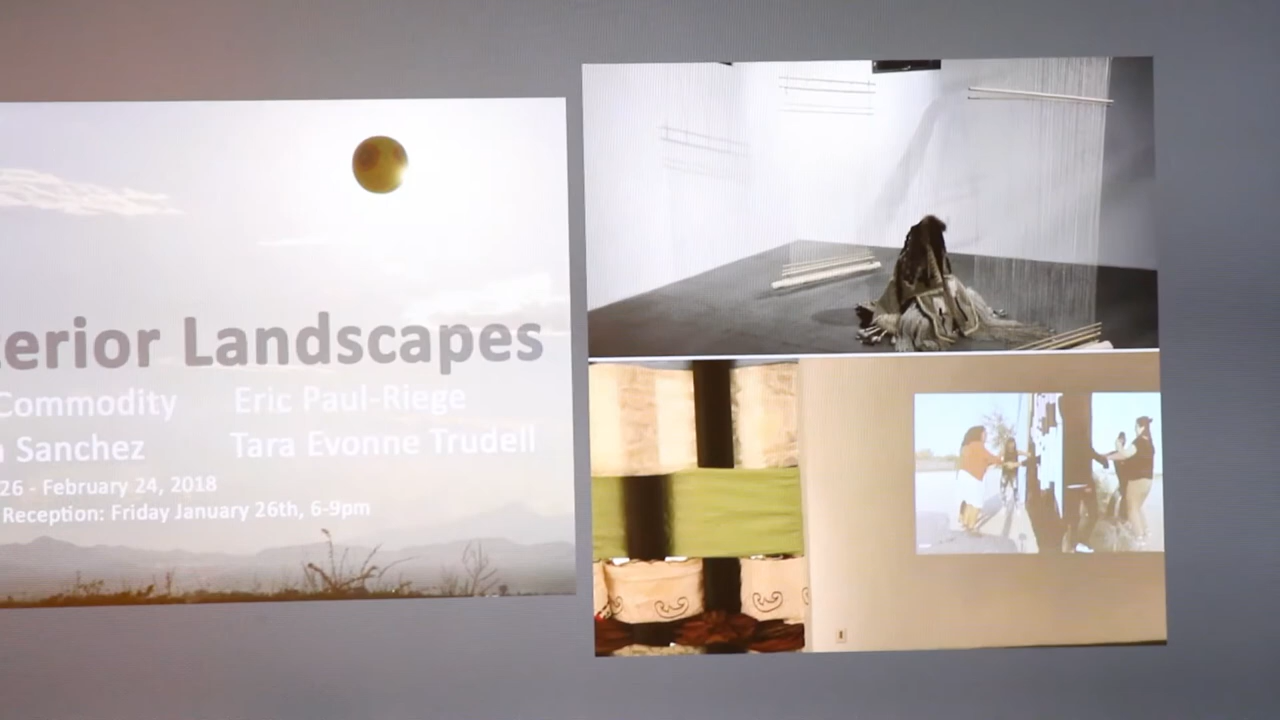 terior Landscapes
Commodity Eric Paul-Riege
Sanchez Tara Evonne Trudell
26 - February 24, 2018
Reception: Friday January 26th, 6-9pm